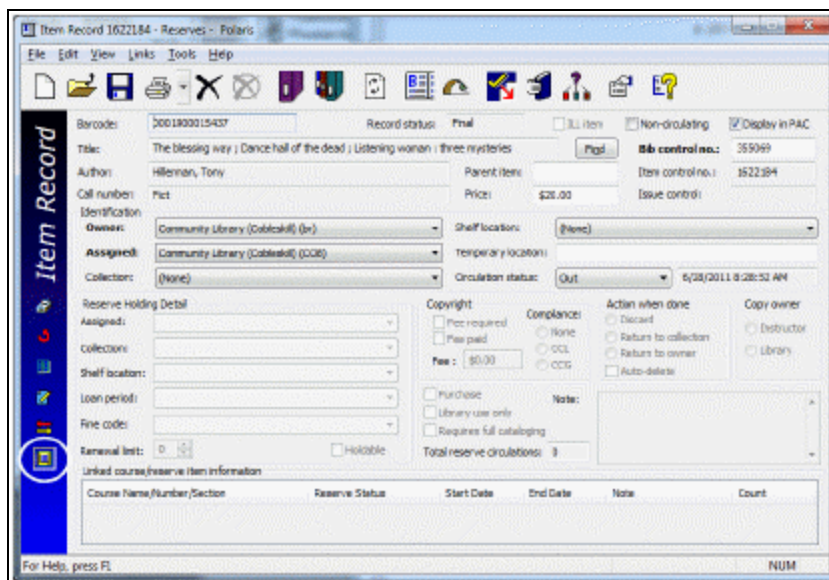 Item Record 1622184 - Reserves - Polaris
File Edit View Links Tools Help
Item Record
Barcode: 0001900015437 Record status: Final ILL item Non-circulating Display in PAC
Title: The blessing way ; Dance hall of the dead ; Listening woman : three mysteries Find Bib control no.: 355069
Author: Hillerman, Tony Parent item: Item control no.: 1622184
Call number: Fict Price: $20.00 Issue control:
Identification
Owner: Community Library (Cobleskill) (br) Shelf location: (None)
Assigned: Community Library (Cobleskill) (COB) Temporary location:
Collection: (None) Circulation status: Out 6/28/2011 8:28:52 AM
Reserve Holding Detail Copyright Compliance: Action when done Copy owner
Assigned: Fee required None Discard Instructor
Collection: Fee paid CCL Return to collection Library
Shelf location: Fee : $0.00 CCG Return to owner
Auto-delete
Loan period: Purchase Note:
Library use only
Fine code: Requires full cataloging
Renewal limit: 0 Holdable Total reserve circulations: 0
Linked course/reserve item information
Course Name/Number/Section Reserve Status Start Date End Date Note Count
For Help, press F1 NUM